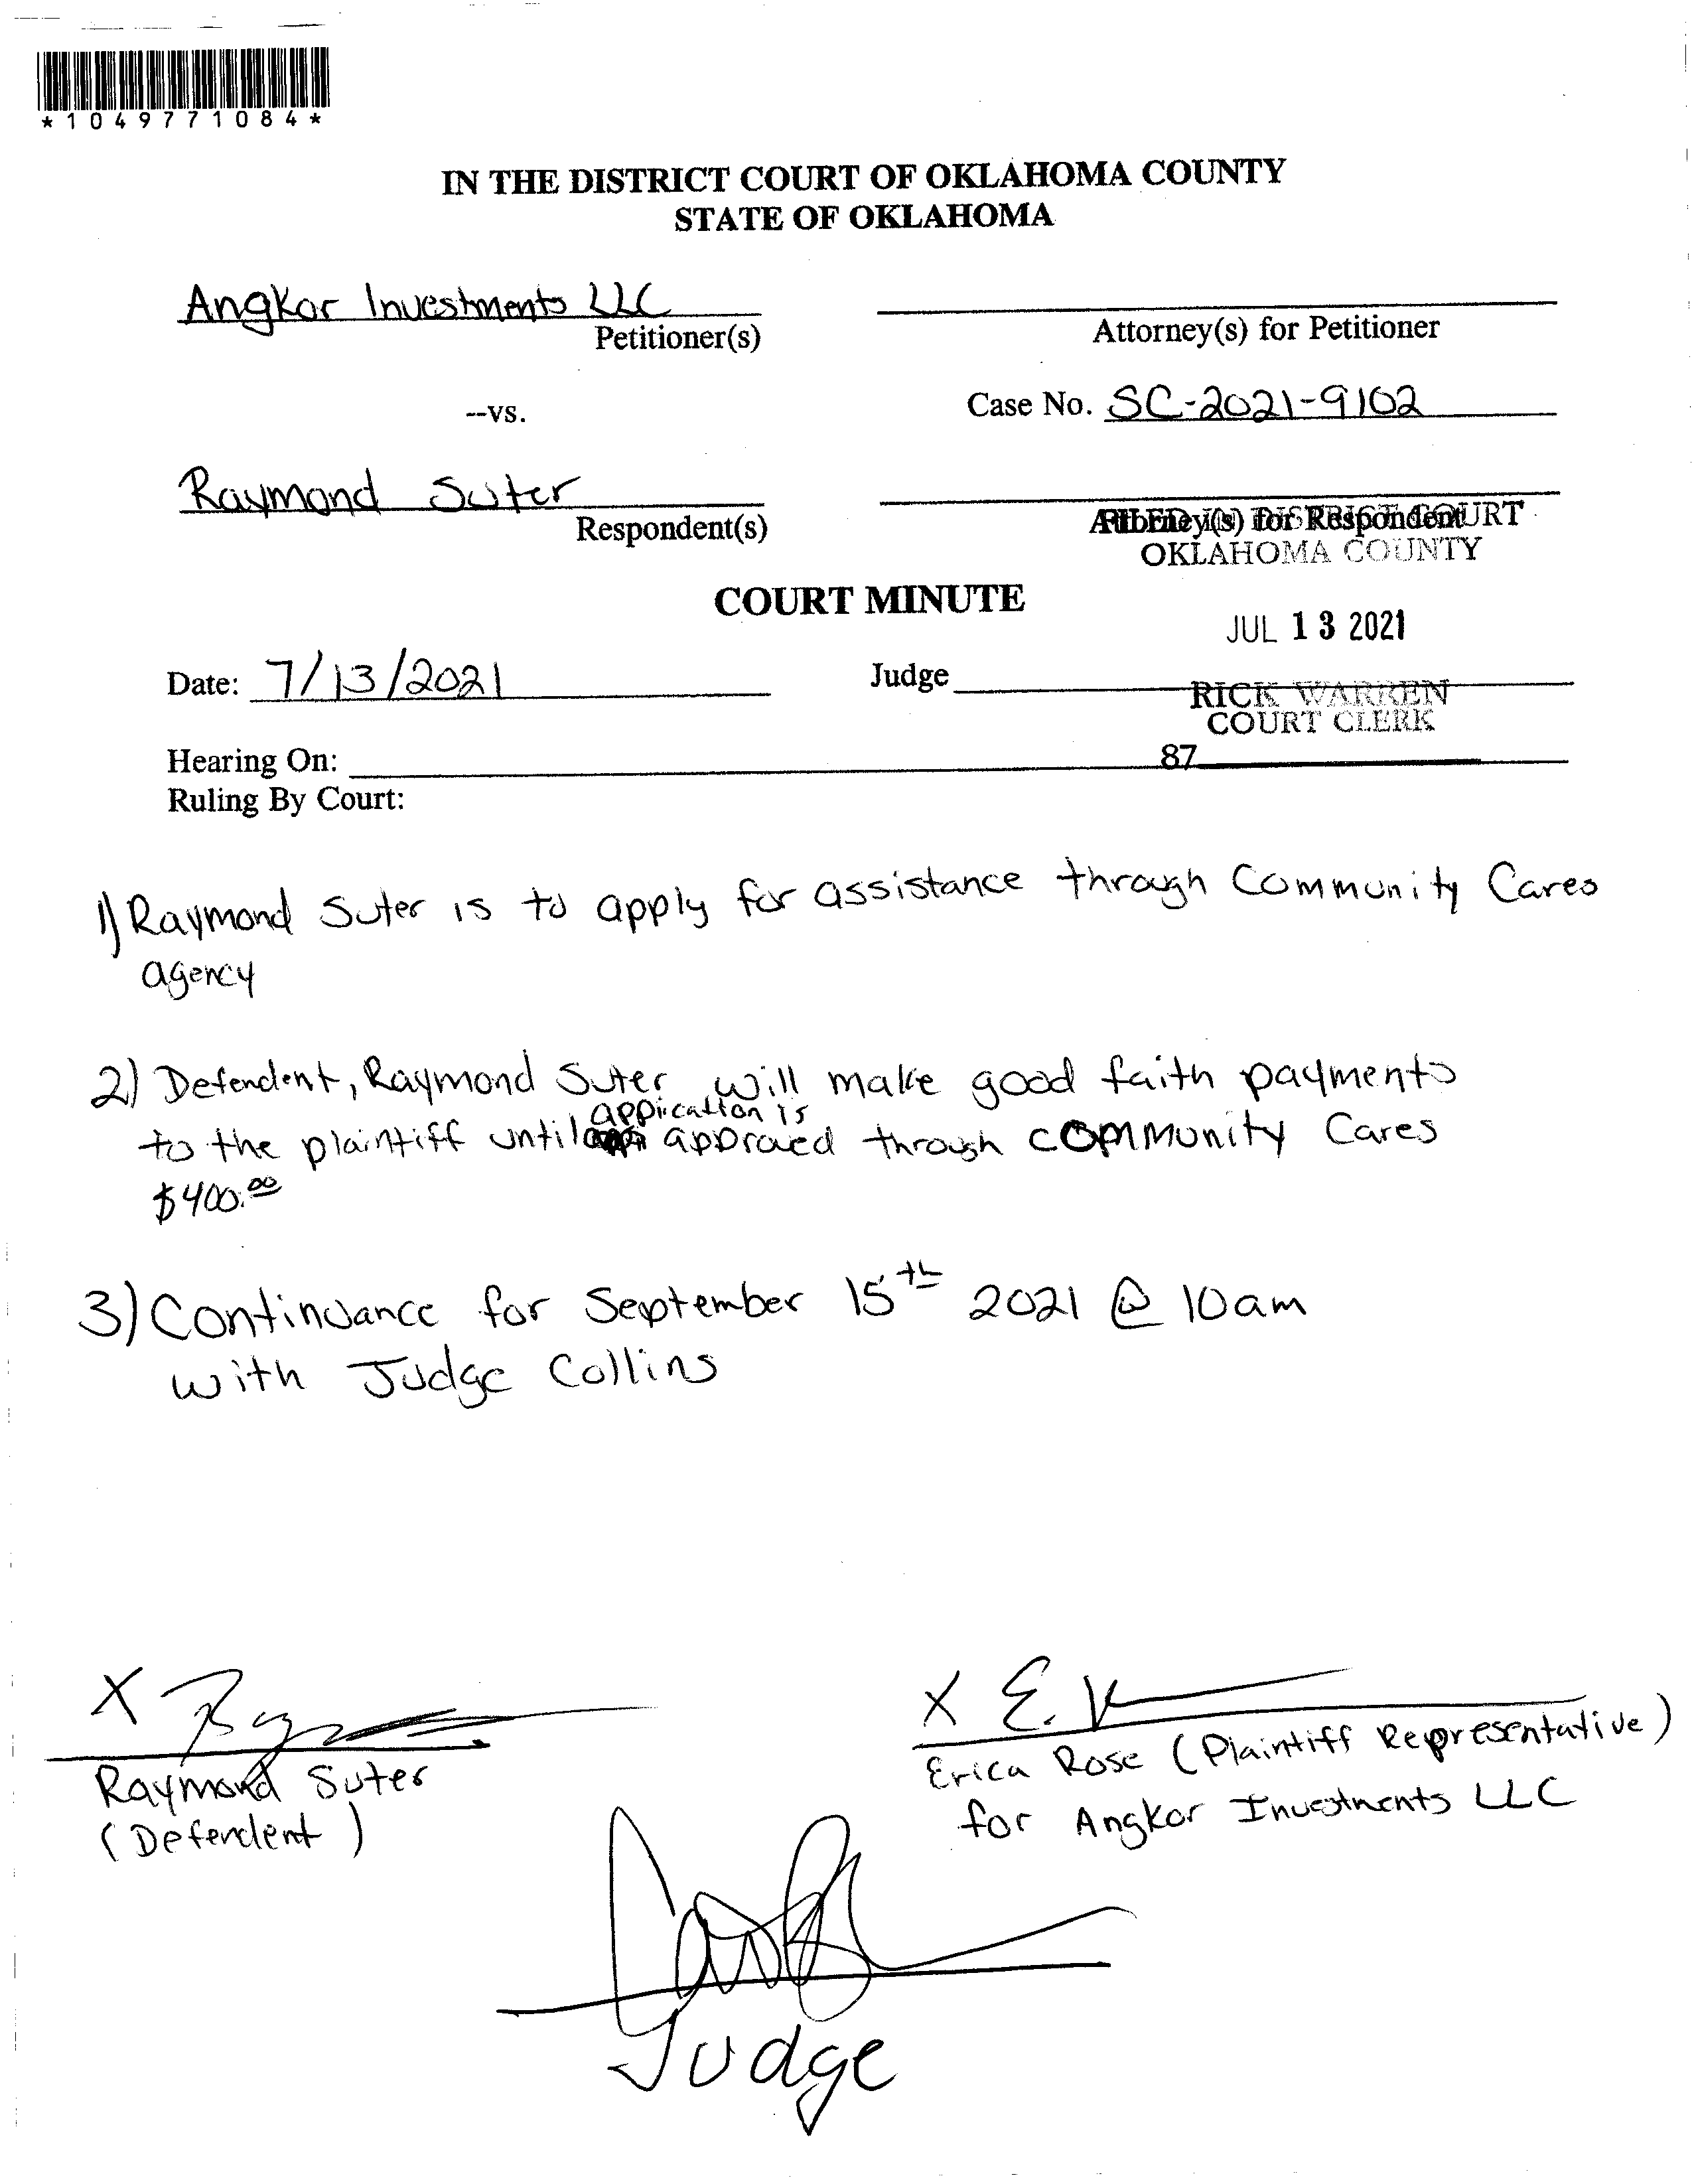 *1049771084*
IN THE DISTRICT COURT OF OKLAHOMA COUNTY
STATE OF OKLAHOMA
Angkor Investments LLC
Petitioner(s)
Attorney(s) for Petitioner
--vs.
Case No. SC-2021-9102
Raymond Suter
Respondent(s)
Attorney(s) for Respondent
FILED IN DISTRICT COURT
OKLAHOMA COUNTY
COURT MINUTE
JUL 13 2021
Date: 7/13/2021
Judge
RICK WARREN
COURT CLERK
Hearing On:
87
Ruling By Court:
1) Raymond Suter is to apply for assistance through Community Cares
agency
2) Defendent, Raymond Suter will make good faith payments
application is
to the plaintiff until approved through community Cares
$400.00
3) Continuance for September 15th 2021 @ 10am
with Judge Collins
X
X E.
Raymond Suter
(Defendent)
Erica Rose (Plaintiff Representative)
for Angkor Investments LLC
Judge